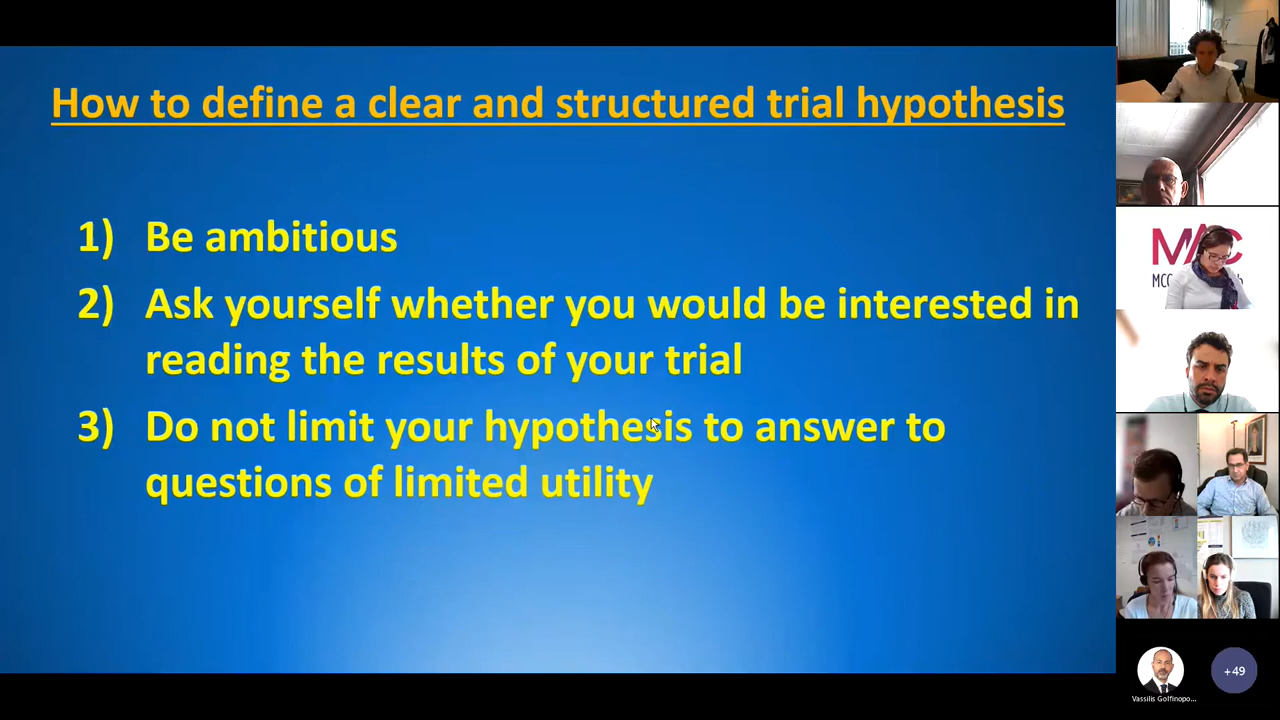 How to define a clear and structured trial hypothesis
1) Be ambitious
2) Ask yourself whether you would be interested in
reading the results of your trial
3) Do not limit your hypothesis to answer to
questions of limited utility
MAC
Vassilis Golfinopo...
+49